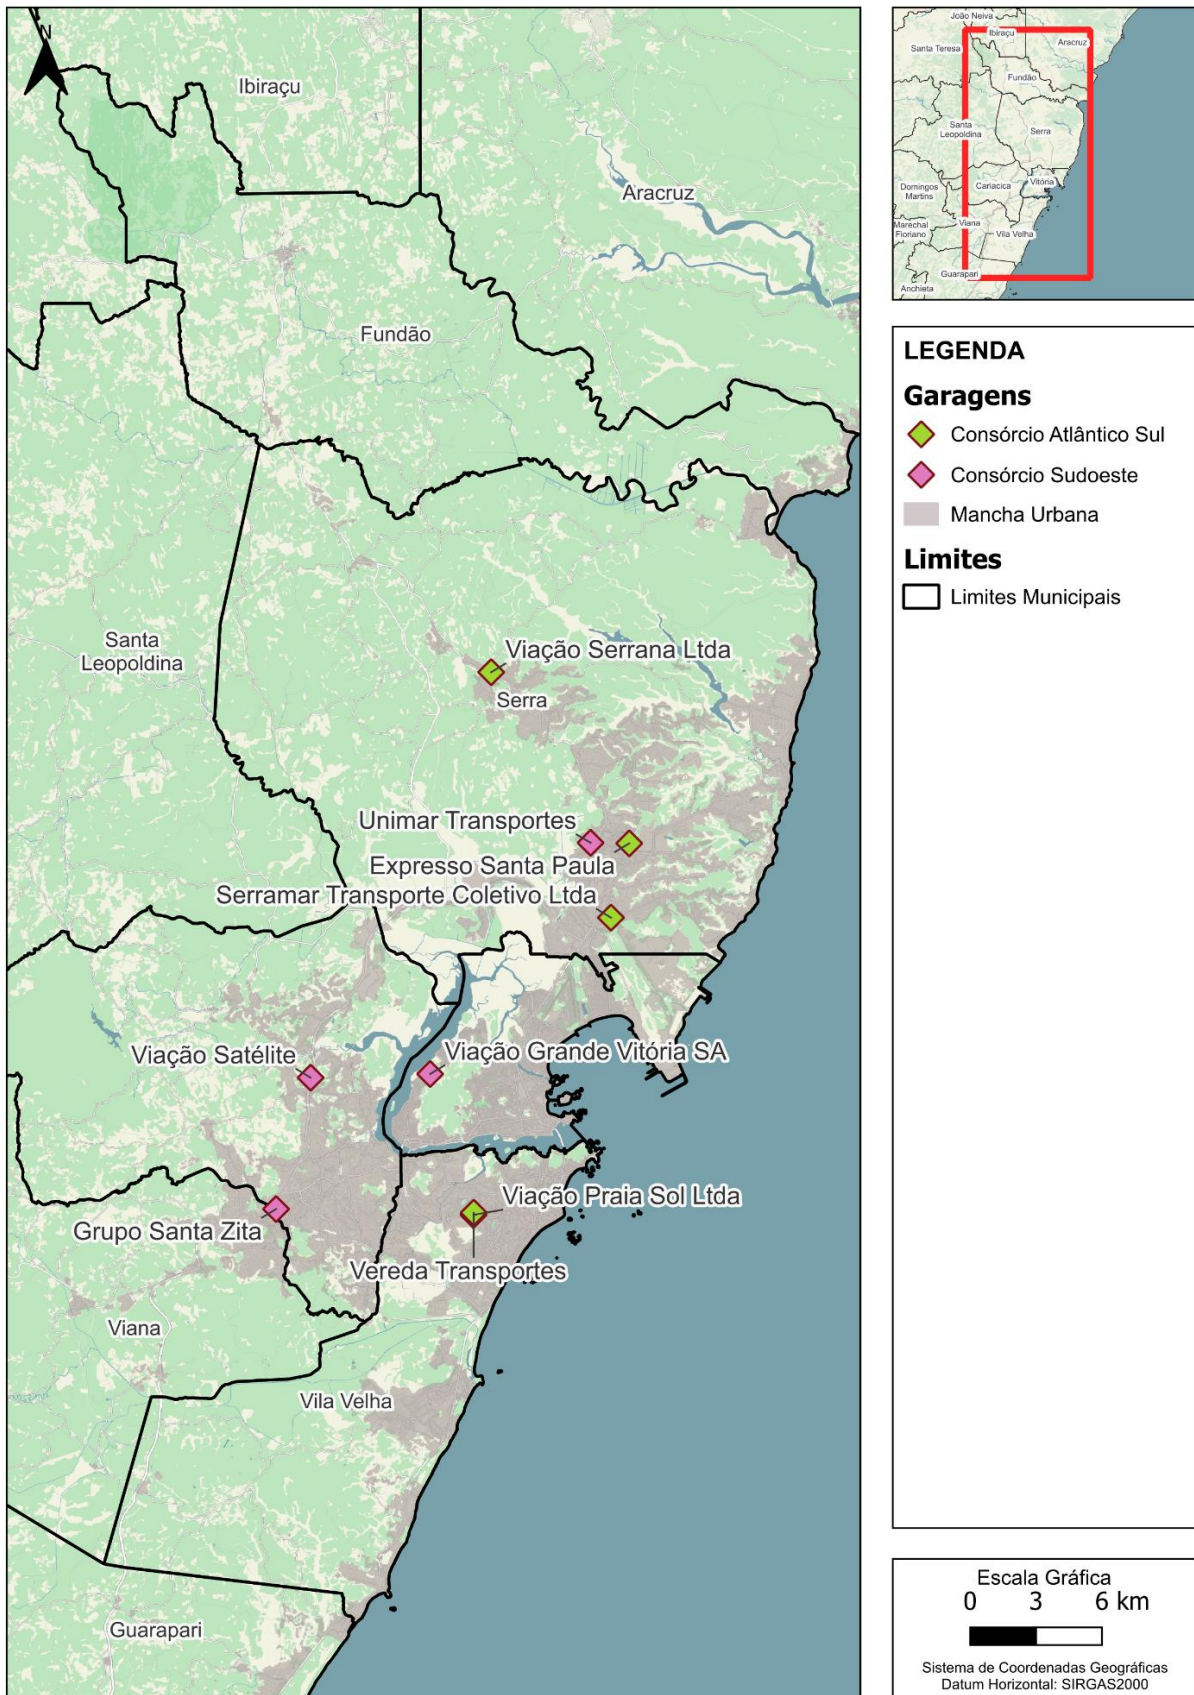 N
Ibiraçu
Aracruz
Fundão
Santa
Leopoldina
Viação Serrana Ltda
Serra
Unimar Transportes
Expresso Santa Paula
Serramar Transporte Coletivo Ltda
Viação Satélite
Viação Grande Vitória SA
Viação Praia Sol Ltda
Grupo Santa Zita
Vereda Transportes
Viana
Vila Velha
Guarapari
João Neiva
Ibiraçu
Aracruz
Santa Teresa
Fundão
Santa
Leopoldina
Serra
Domingos
Martins
Cariacica
Vitória
Marechal
Floriano
Viana
Vila Velha
Guarapari
Anchieta
LEGENDA
Garagens
Consórcio Atlântico Sul
Consórcio Sudoeste
Mancha Urbana
Limites
Limites Municipais
Escala Gráfica
0 3 6 km
Sistema de Coordenadas Geográficas
Datum Horizontal: SIRGAS2000